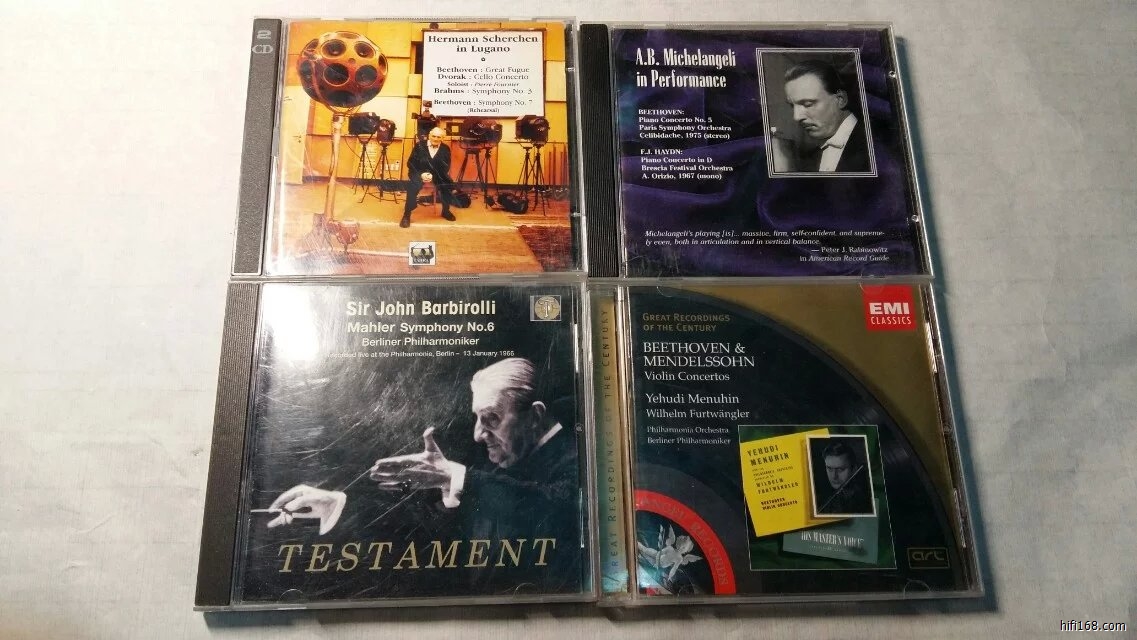 2
CD
Hermann Scherchen
in Lugano
Beethoven : Great Fugue
Dvorak : Cello Concerto
Soloist : Pierre Fournier
Brahms : Symphony No. 3
Beethoven : Symphony No. 7
(Rehearsal)
A.B. Michelangeli
in Performance
BEETHOVEN:
Piano Concerto No. 5
Paris Symphony Orchestra
Celibidache, 1975 (stereo)
F.J. HAYDN:
Piano Concerto in D
Brescia Festival Orchestra
A. Orizio, 1967 (mono)
Michelangeli's playing [is]... massive, firm, self-confident, and supreme-
ly even, both in articulation and in vertical balance.
— Peter J. Rabinowitz
in American Record Guide
Sir John Barbirolli
Mahler Symphony No.6
Berliner Philharmoniker
live at the Philharmonie, Berlin – 13 January 1966
TESTAMENT
GREAT RECORDINGS OF THE CENTURY
GREAT RECORDINGS
OF THE CENTURY
EMI
CLASSICS
BEETHOVEN &
MENDELSSOHN
Violin Concertos
Yehudi Menuhin
Wilhelm Furtwängler
Philharmonia Orchestra
Berliner Philharmoniker
YEHUDI
MENUHIN
WILHELM
FURTWÄNGLER
BEETHOVEN
VIOLIN CONCERTO
"HIS MASTER'S VOICE"
ANGEL RECORDS
art
hifi168.com